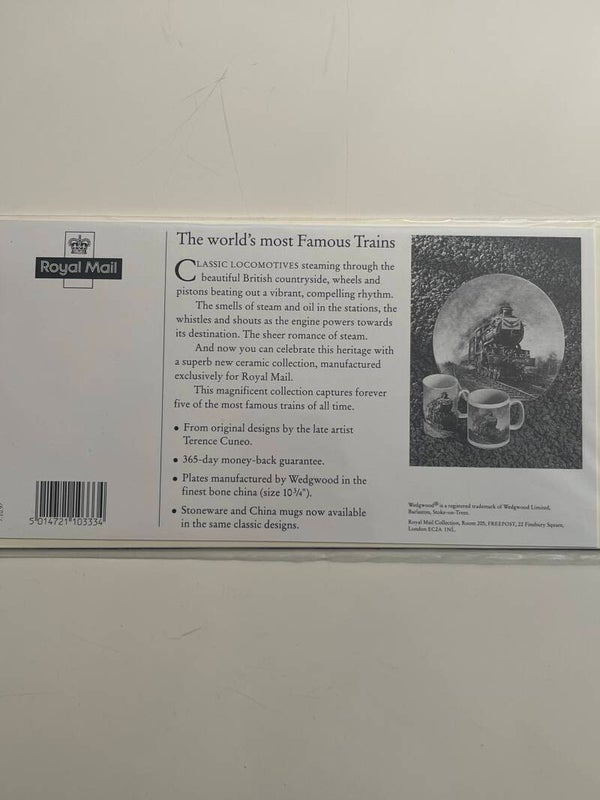 Royal Mail
The world's most Famous Trains
CLASSIC LOCOMOTIVES steaming through the
beautiful British countryside, wheels and
pistons beating out a vibrant, compelling rhythm.
The smells of steam and oil in the stations, the
whistles and shouts as the engine powers towards
its destination. The sheer romance of steam.
And now you can celebrate this heritage with
a superb new ceramic collection, manufactured
exclusively for Royal Mail.
This magnificent collection captures forever
five of the most famous trains of all time.
• From original designs by the late artist
Terence Cuneo.
• 365-day money-back guarantee.
• Plates manufactured by Wedgwood in the
finest bone china (size 10¾").
• Stoneware and China mugs now available
in the same classic designs.
5 014721 103334
Wedgwood® is a registered trademark of Wedgwood Limited,
Barlaston, Stoke-on-Trent.
Royal Mail Collection, Room 205, FREEPOST, 22 Finsbury Square,
London EC2A 1NL.